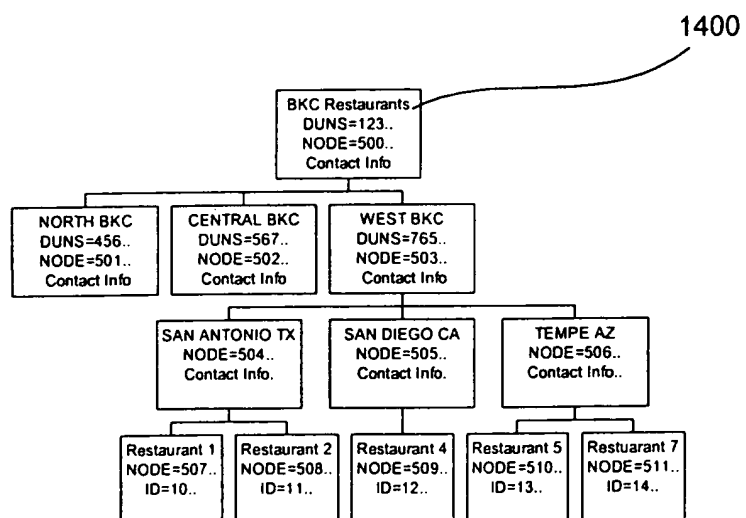 1400
BKC Restaurants
DUNS=123..
NODE=500..
Contact Info
NORTH BKC
DUNS=456..
NODE=501..
Contact Info
CENTRAL BKC
DUNS=567..
NODE=502..
Contact Info
WEST BKC
DUNS=765..
NODE=503..
Contact Info
SAN ANTONIO TX
NODE=504..
Contact Info.
SAN DIEGO CA
NODE=505..
Contact Info.
TEMPE AZ
NODE=506..
Contact Info..
Restaurant 1
NODE=507..
ID=10..
Restaurant 2
NODE=508..
ID=11..
Restaurant 4
NODE=509..
ID=12..
Restaurant 5
NODE=510..
ID=13..
Restuarant 7
NODE=511..
ID=14..